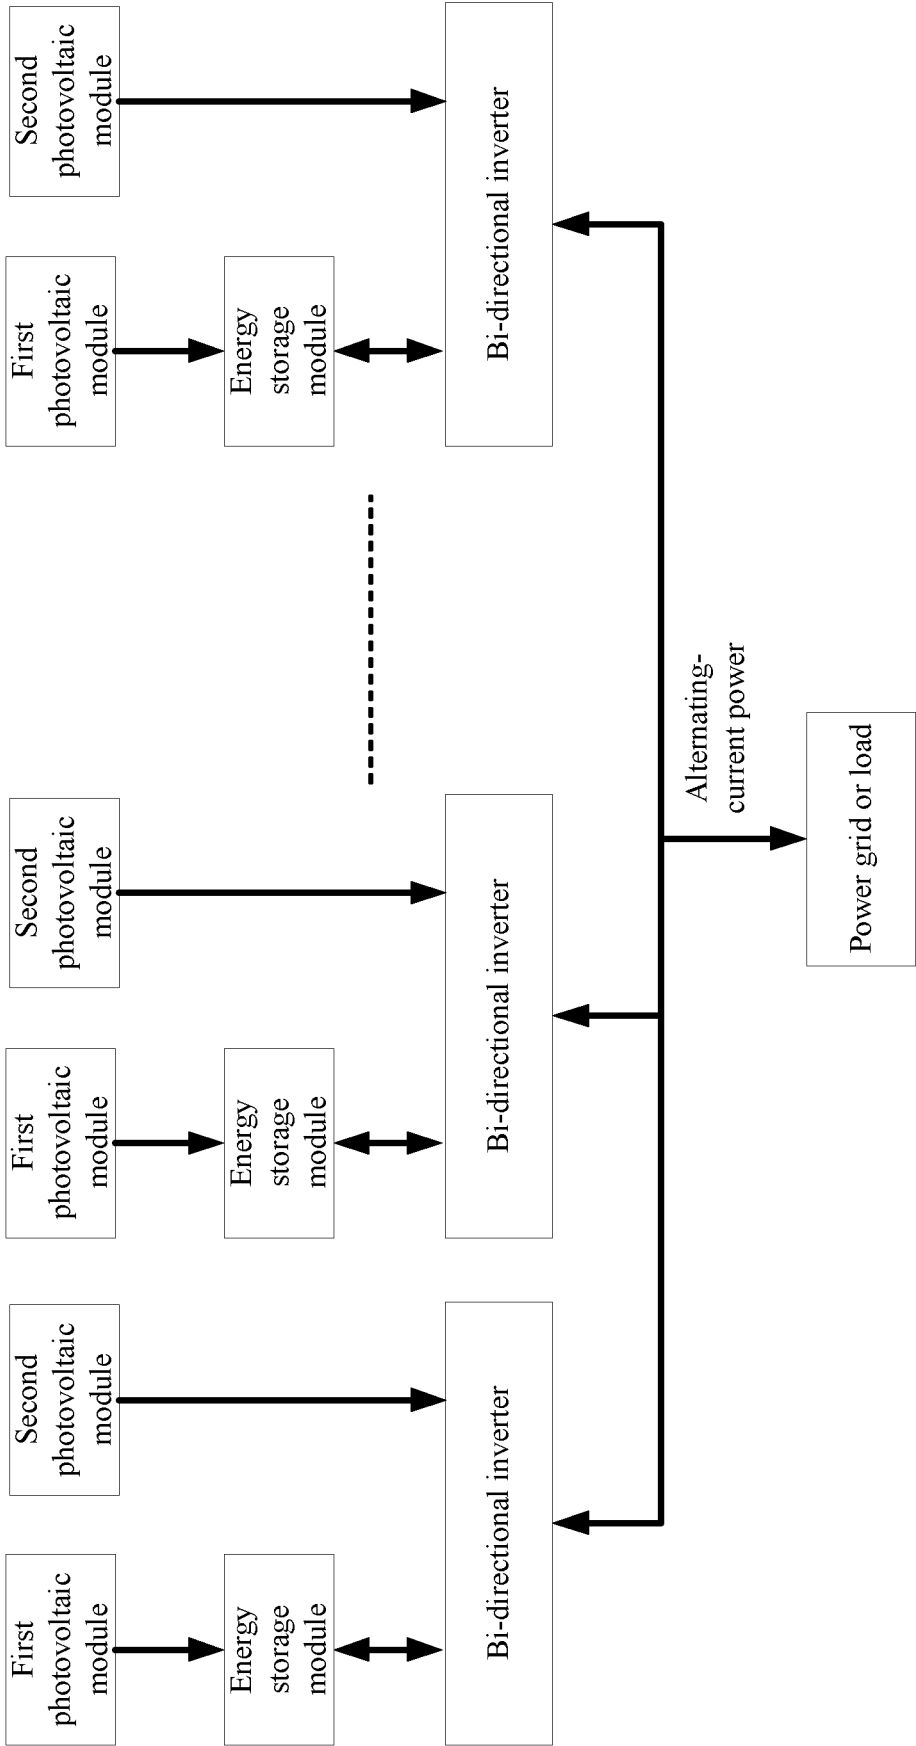 First
photovoltaic
module
Second
photovoltaic
module
First
photovoltaic
module
Second
photovoltaic
module
First
photovoltaic
module
Second
photovoltaic
module
Energy
storage
module
Energy
storage
module
Energy
storage
module
Bi-directional inverter
Bi-directional inverter
Bi-directional inverter
Alternating-
current power
Power grid or load